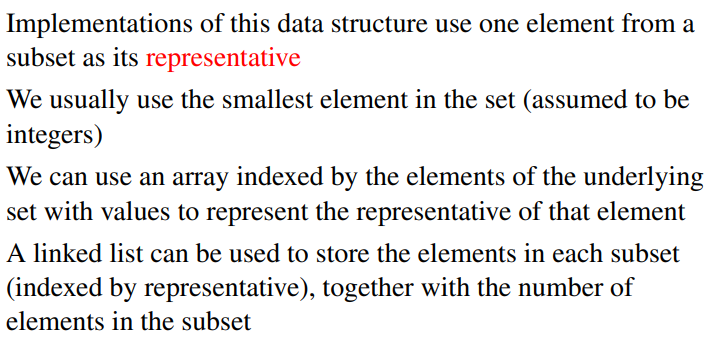 Implementations of this data structure use one element from a
subset as its representative
We usually use the smallest element in the set (assumed to be
integers)
We can use an array indexed by the elements of the underlying
set with values to represent the representative of that element
A linked list can be used to store the elements in each subset
(indexed by representative), together with the number of
elements in the subset